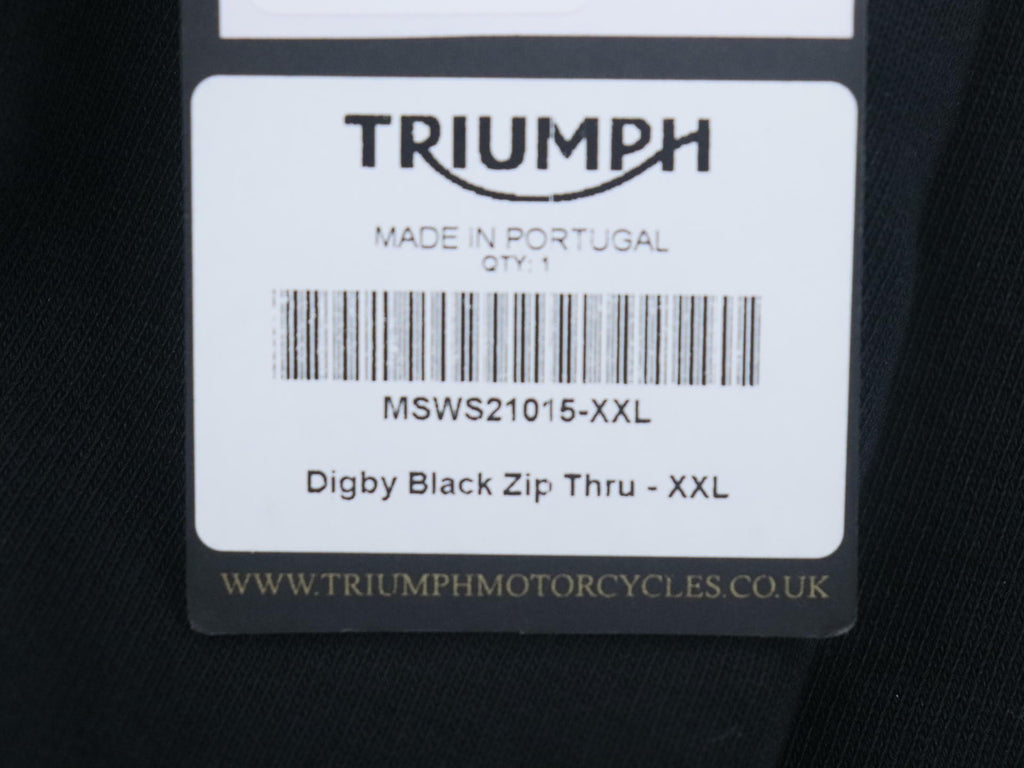 TRIUMPH
MADE IN PORTUGAL
QTY: 1
MSWS21015-XXL
Digby Black Zip Thru - XXL
WWW.TRIUMPHMOTORCYCLES.CO.UK